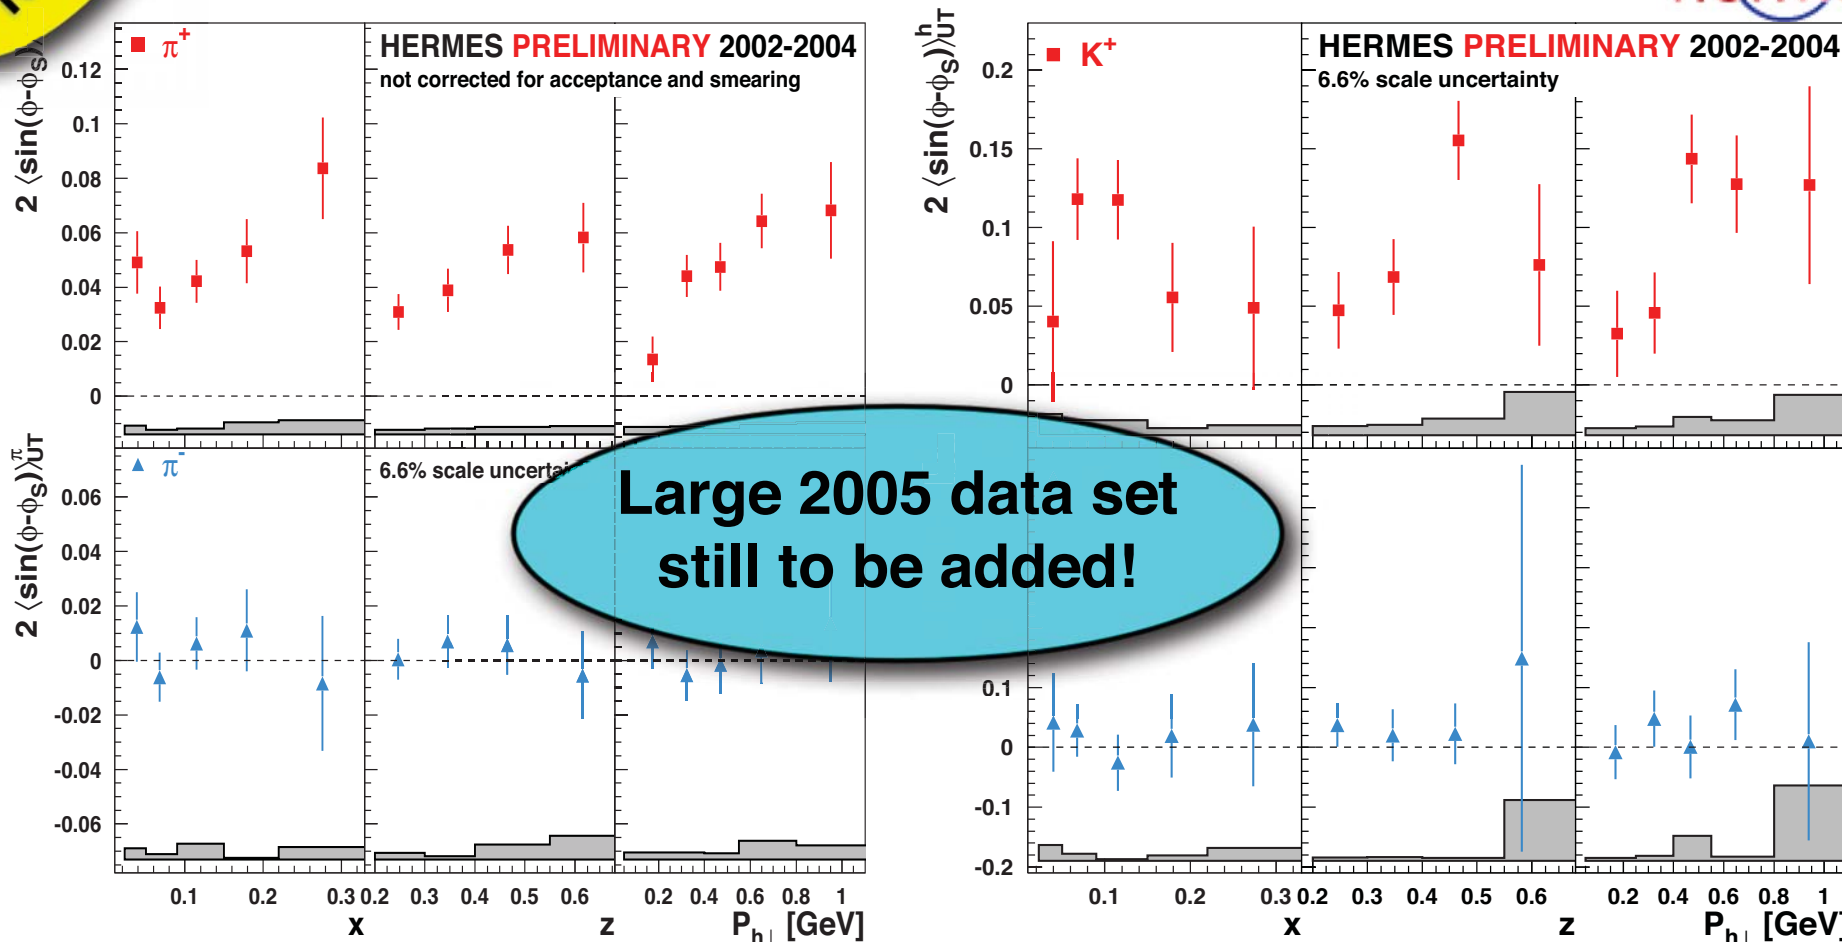 π+
HERMES PRELIMINARY 2002-2004
not corrected for acceptance and smearing
2 ⟨sin(ϕ-ϕS)⟩
0.12
0.1
0.08
0.06
0.04
0.02
0
K+
HERMES PRELIMINARY 2002-2004
6.6% scale uncertainty
2 ⟨sin(ϕ-ϕS)⟩hUT
0.2
0.15
0.1
0.05
0
π-
6.6% scale
2 ⟨sin(ϕ-ϕS)⟩πUT
0.06
0.04
0.02
0
-0.02
-0.04
-0.06
Large 2005 data set
still to be added!
0.1
0
-0.1
-0.2
0.1 0.2 0.3 0.2 0.3 0.4 0.5 0.6 0.2 0.4 0.6 0.8 1
x z Ph⊥ [GeV]
0.1 0.2 0.3 0.2 0.3 0.4 0.5 0.6 0.2 0.4 0.6 0.8 1
x z Ph⊥ [GeV]